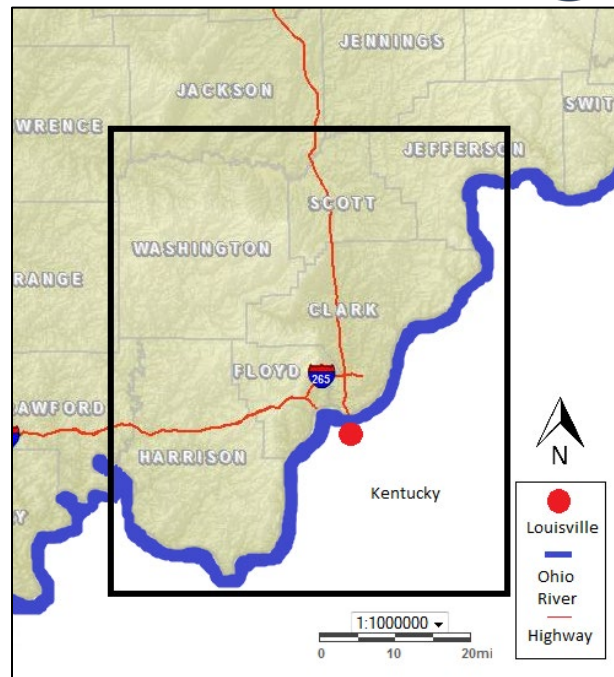 JENNINGS
JACKSON
SWIT
WRENCE
JEFFERSON
SCOTT
WASHINGTON
RANGE
CLARK
FLOYD
265
AWFORD
HARRISON
N
Kentucky
Y
Louisville
Ohio
River
Highway
1:1000000
0 10 20mi